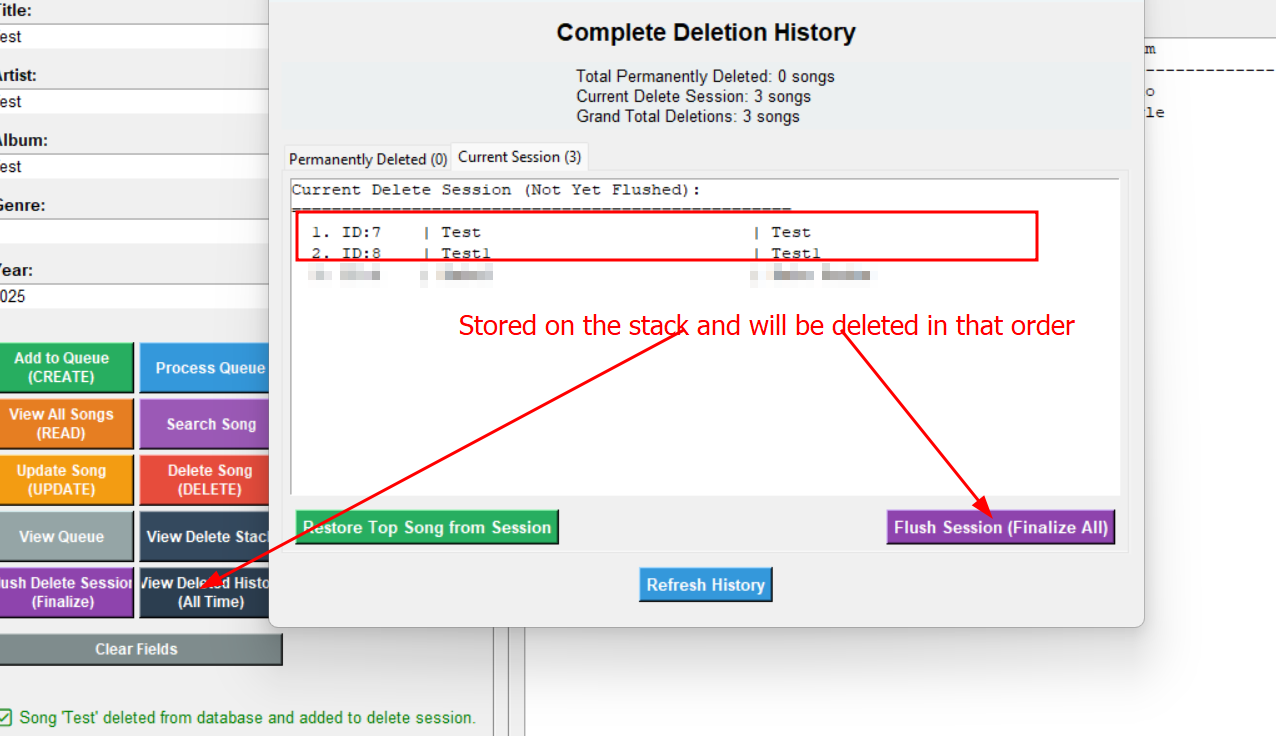 Title:
est
Artist:
est
Album:
est
Genre:
Year:
025
Add to Queue
(CREATE)
Process Queue
View All Songs
(READ)
Search Song
Update Song
(UPDATE)
Delete Song
(DELETE)
View Queue
View Delete Stac
lush Delete Session
(Finalize)
View Deleted Histo
(All Time)
Clear Fields
Song 'Test' deleted from database and added to delete session.
Complete Deletion History
Total Permanently Deleted: 0 songs
Current Delete Session: 3 songs
Grand Total Deletions: 3 songs
Permanently Deleted (0)
Current Session (3)
Current Delete Session (Not Yet Flushed):
==================================================
1. ID:7 | Test | Test
2. ID:8 | Test1 | Test1
Stored on the stack and will be deleted in that order
Restore Top Song from Session
Flush Session (Finalize All)
Refresh History
m
-------------
o
le